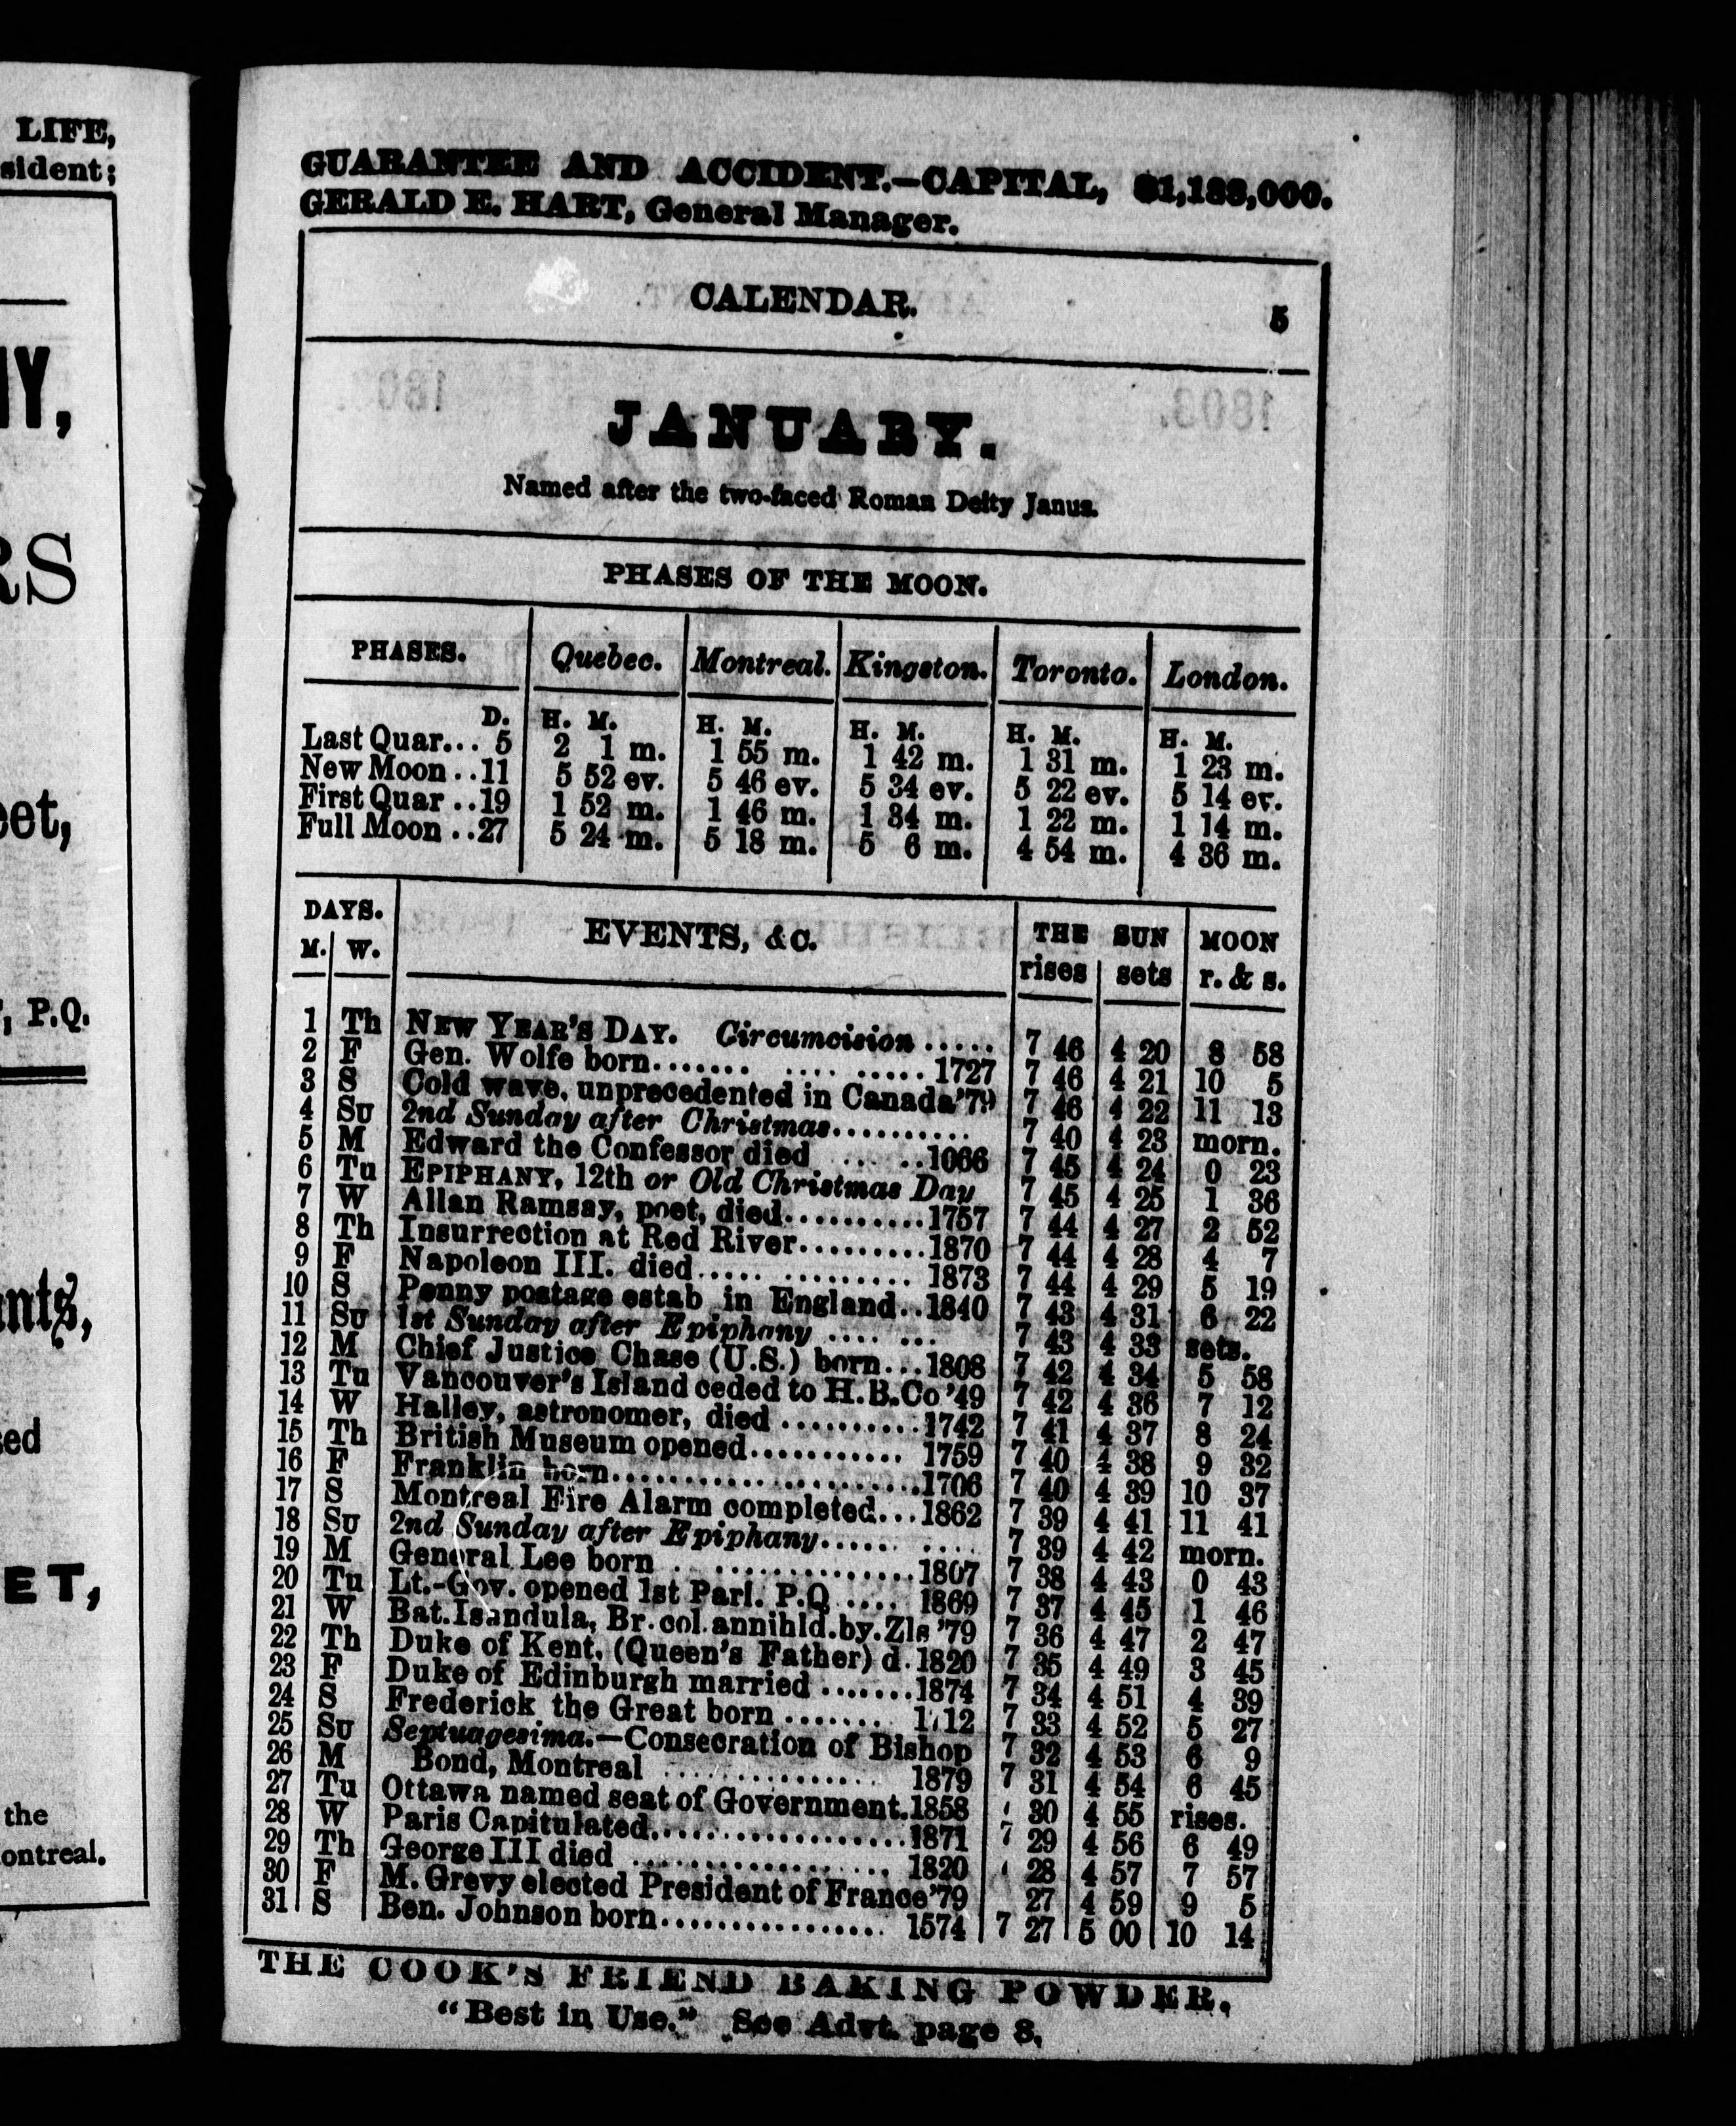 LIFE,
sident;
Y,
RS
eet,
, P.Q.
nts,
sed
ET,
the
ontreal.
GUARANTEE AND ACCIDENT.—CAPITAL,
GERALD E. HART, General Manager.
CALENDAR. 5
JANUARY.
Named after the two-faced Roman Deity Janus.
PHASES OF THE MOON.
PHASES. Quebec. Montreal. Kingston. Toronto. London.
D. H. M. H. M. H. M. H. M. H. M.
Last Quar... 5 2 1 m. 1 55 m. 1 42 m. 1 31 m. 1 23 m.
New Moon ..11 5 52 ev. 5 46 ev. 5 34 ev. 5 22 ev. 5 14 ev.
First Quar ..19 1 52 m. 1 46 m. 1 34 m. 1 22 m. 1 14 m.
Full Moon ..27 5 24 m. 5 18 m. 5 6 m. 4 54 m. 4 36 m.
DAYS. EVENTS, &C. THE SUN MOON
M. W. rises sets r. & s.
1 Th NEW YEAR'S DAY. Circumcision ..... 7 46 4 20 8 58
2 F Gen. Wolfe born....... .... .....1727 7 46 4 21 10 5
3 S Cold wave, unprecedented in Canada '79 7 46 4 22 11 13
4 Su 2nd Sunday after Christmas.......... 7 40 4 23 morn.
5 M Edward the Confessor died .... ..1066 7 45 4 24 0 23
6 Tu EPIPHANY, 12th or Old Christmas Day 7 45 4 25 1 36
7 W Allan Ramsay, poet, died..........1757 7 44 4 27 2 52
8 Th Insurrection at Red River.........1870 7 44 4 28 4 7
9 F Napoleon III. died..... ......... 1873 7 44 4 29 5 19
10 S Penny postage estab in England..1840 7 43 4 31 6 22
11 Su 1st Sunday after Epiphany .... ... 7 43 4 33 sets.
12 M Chief Justice Chase (U.S.) born...1808 7 42 4 34 5 58
13 Tu Vancouver's Island ceded to H.B.Co '49 7 42 4 36 7 12
14 W Halley, astronomer, died ..........1742 7 41 4 37 8 24
15 Th British Museum opened........... 1759 7 40 4 38 9 32
16 F Franklin born......................1706 7 40 4 39 10 37
17 S Montreal Fire Alarm completed...1862 7 39 4 41 11 41
18 Su 2nd Sunday after Epiphany...... .... 7 39 4 42 morn.
19 M General Lee born ................1807 7 38 4 43 0 43
20 Tu Lt.-Gov. opened 1st Parl. P.Q .... 1869 7 37 4 45 1 46
21 W Bat. Isandula, Br. col. annihld. by. Zls '79 7 36 4 47 2 47
22 Th Duke of Kent, (Queen's Father) d. 1820 7 35 4 49 3 45
23 F Duke of Edinburgh married .......1874 7 34 4 51 4 39
24 S Frederick the Great born ........ 1712 7 33 4 52 5 27
25 Su Septuagesima.—Consecration of Bishop 7 32 4 53 6 9
26 M Bond, Montreal ............... 1879 7 31 4 54 6 45
27 Tu Ottawa named seat of Government.1858 30 4 55 rises.
28 W Paris Capitulated...................1871 7 29 4 56 6 49
29 Th George III died ................... 1820 28 4 57 7 57
30 F M. Grevy elected President of France '79 27 4 59 9 5
31 S Ben. Johnson born................ 1574 7 27 5 00 10 14
THE COOK'S FRIEND BAKING POWDER,
"Best in Use." See Advt. page 8.